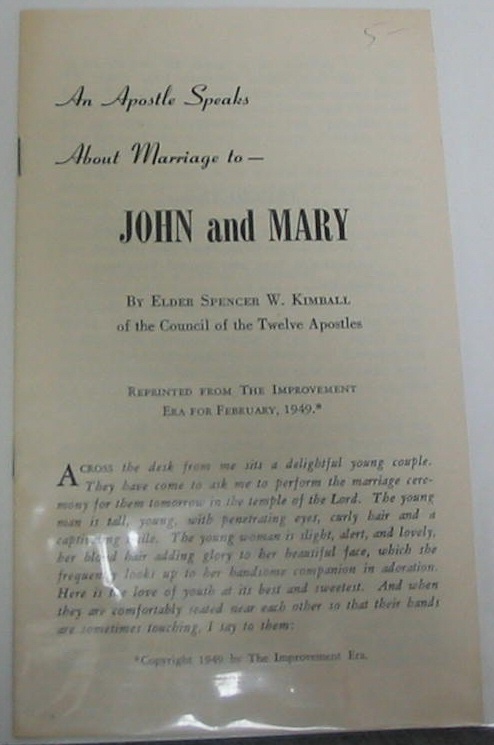 5-
An Apostle Speaks
About Marriage to—
JOHN and MARY
BY ELDER SPENCER W. KIMBALL
of the Council of the Twelve Apostles
REPRINTED FROM THE IMPROVEMENT
ERA FOR FEBRUARY, 1949.*
ACROSS the desk from me sits a delightful young couple.
They have come to ask me to perform the marriage cere-
mony for them tomorrow in the temple of the Lord. The young
man is tall, young, with penetrating eyes, curly hair and a
captivating smile. The young woman is slight, alert, and lovely,
her blond hair adding glory to her beautiful face, which she
frequently looks up to her handsome companion in adoration.
Here is the love of youth at its best and sweetest. And when
they are comfortably seated near each other so that their hands
are sometimes touching, I say to them:
*Copyright 1949 by The Improvement Era.